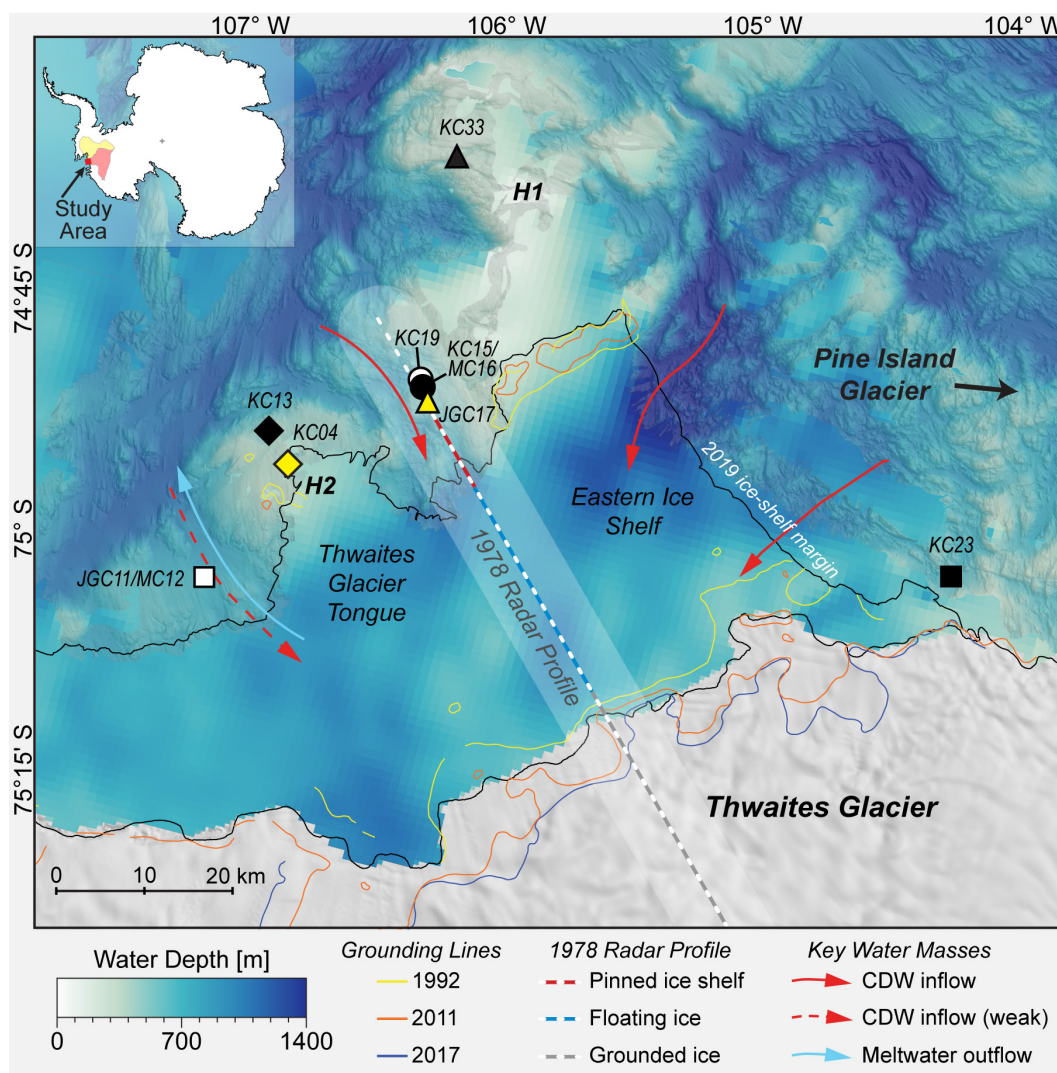 107° W
106° W
105° W
104° W
Study
Area
KC33
H1
74°45' S
KC19
KC15/
MC16
JGC17
Pine Island
Glacier
KC13
KC04
H2
2019 ice-shelf margin
Eastern Ice
Shelf
75° S
KC23
JGC11/MC12
Thwaites
Glacier
Tongue
1978 Radar Profile
75°15' S
Thwaites Glacier
0 10 20 km
Water Depth [m]
0 700 1400
Grounding Lines
1992
2011
2017
1978 Radar Profile
Pinned ice shelf
Floating ice
Grounded ice
Key Water Masses
CDW inflow
CDW inflow (weak)
Meltwater outflow